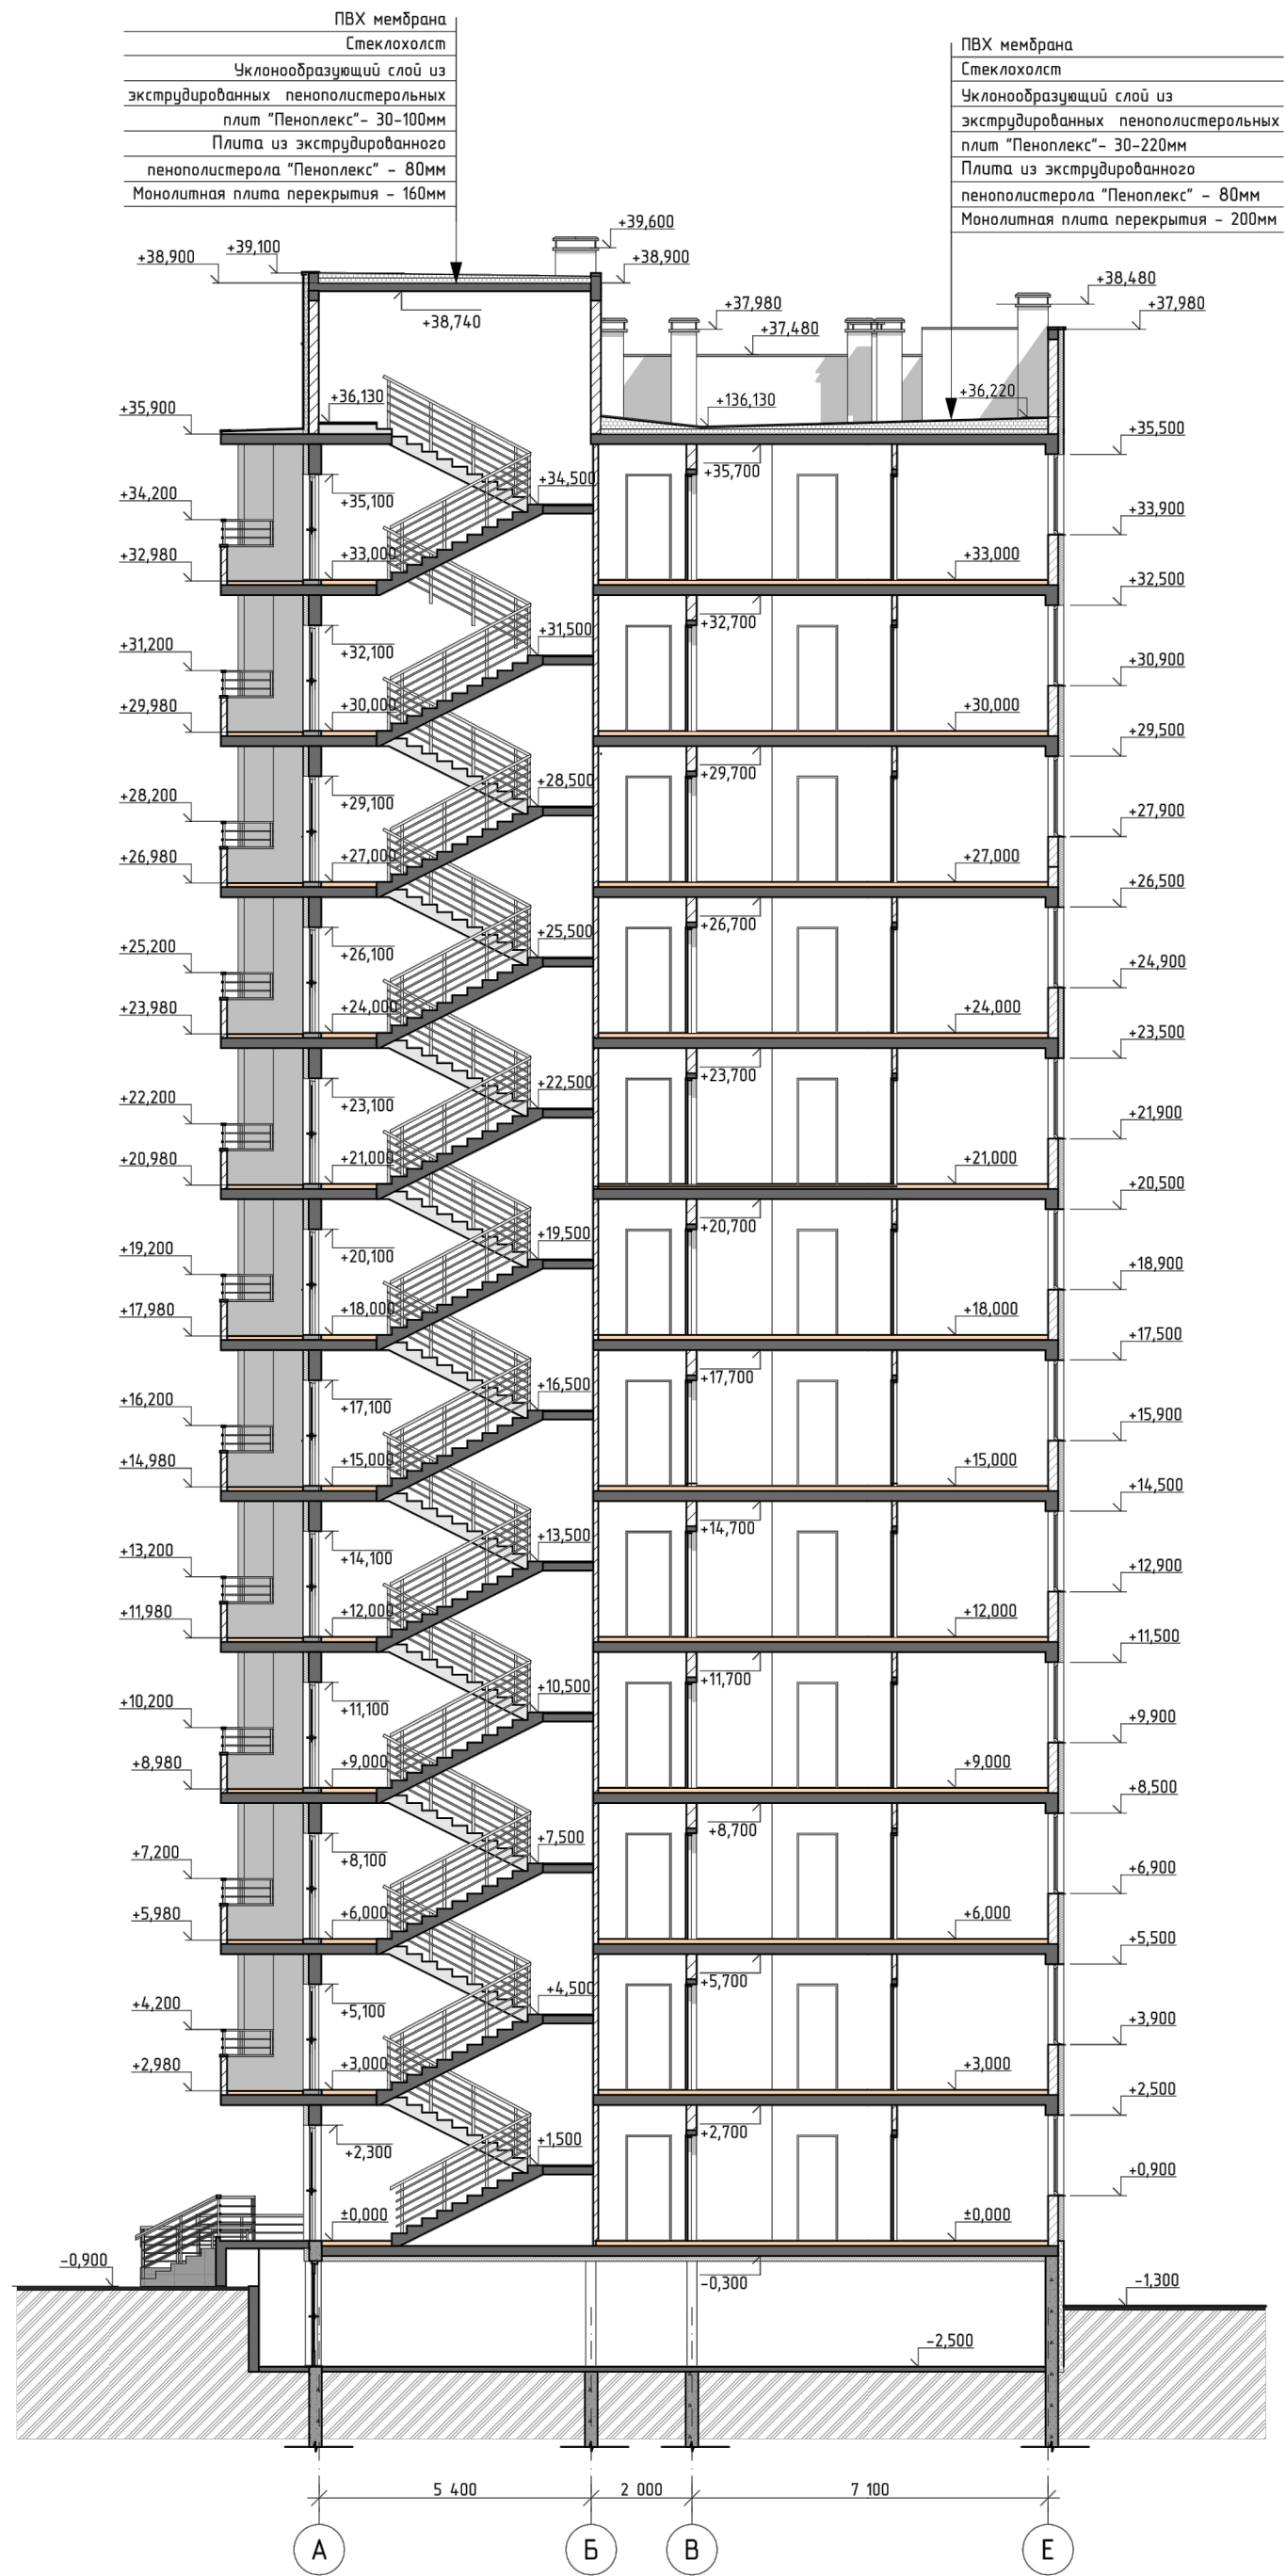 ПВХ мембрана
Стеклохолст
Уклонообразующий слой из
экструдированных пенополистерольных
плит "Пеноплекс"- 30-100мм
Плита из экструдированного
пенополистерола "Пеноплекс" - 80мм
Монолитная плита перекрытия - 160мм
ПВХ мембрана
Стеклохолст
Уклонообразующий слой из
экструдированных пенополистерольных
плит "Пеноплекс"- 30-220мм
Плита из экструдированного
пенополистерола "Пеноплекс" - 80мм
Монолитная плита перекрытия - 200мм
+39,600
+39,100
+38,900 +38,900
+38,480
+38,740 +37,980 +37,980
+37,480
+36,130 +136,130 +36,220
+35,900 +35,500
+35,700
+34,200 +35,100 +34,500 +33,900
+32,980 +33,000 +33,000
+32,500
+32,700
+31,200 +32,100 +31,500 +30,900
+29,980 +30,000 +30,000
+29,500
+29,700
+28,200 +29,100 +28,500 +27,900
+26,980 +27,000 +27,000
+26,500
+26,700
+25,200 +26,100 +25,500 +24,900
+23,980 +24,000 +24,000
+23,500
+23,700
+22,200 +23,100 +22,500 +21,900
+20,980 +21,000 +21,000
+20,500
+20,700
+19,200 +20,100 +19,500 +18,900
+17,980 +18,000 +18,000
+17,500
+17,700
+16,200 +17,100 +16,500 +15,900
+14,980 +15,000 +15,000
+14,500
+14,700
+13,200 +14,100 +13,500 +12,900
+11,980 +12,000 +12,000
+11,500
+11,700
+10,200 +11,100 +10,500 +9,900
+8,980 +9,000 +9,000
+8,500
+8,700
+7,200 +8,100 +7,500 +6,900
+5,980 +6,000 +6,000
+5,500
+5,700
+4,200 +5,100 +4,500 +3,900
+2,980 +3,000 +3,000
+2,500
+2,700
+2,300 +1,500 +0,900
±0,000 ±0,000
-0,900 -0,300 -1,300
-2,500
5 400 2 000 7 100
А Б В Е